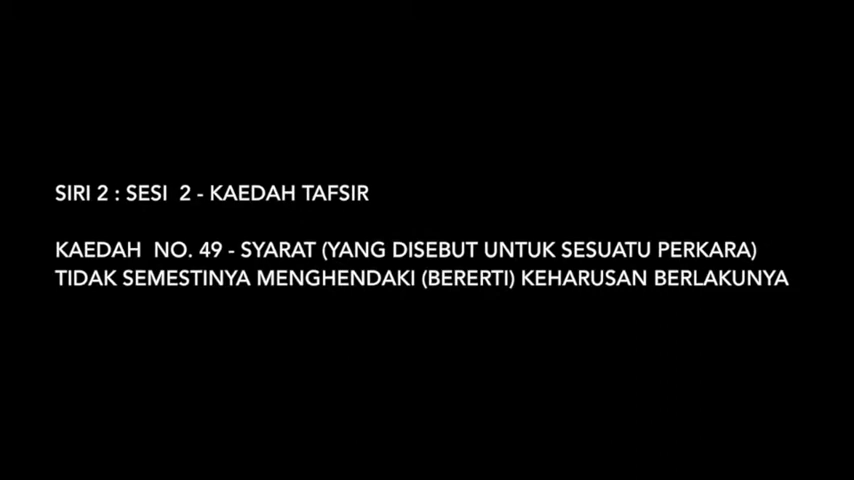 SIRI 2 : SESI  2 - KAEDAH TAFSIR
KAEDAH  NO. 49 - SYARAT (YANG DISEBUT UNTUK SESUATU PERKARA)
TIDAK SEMESTINYA MENGHENDAKI (BERERTI) KEHARUSAN BERLAKUNYA